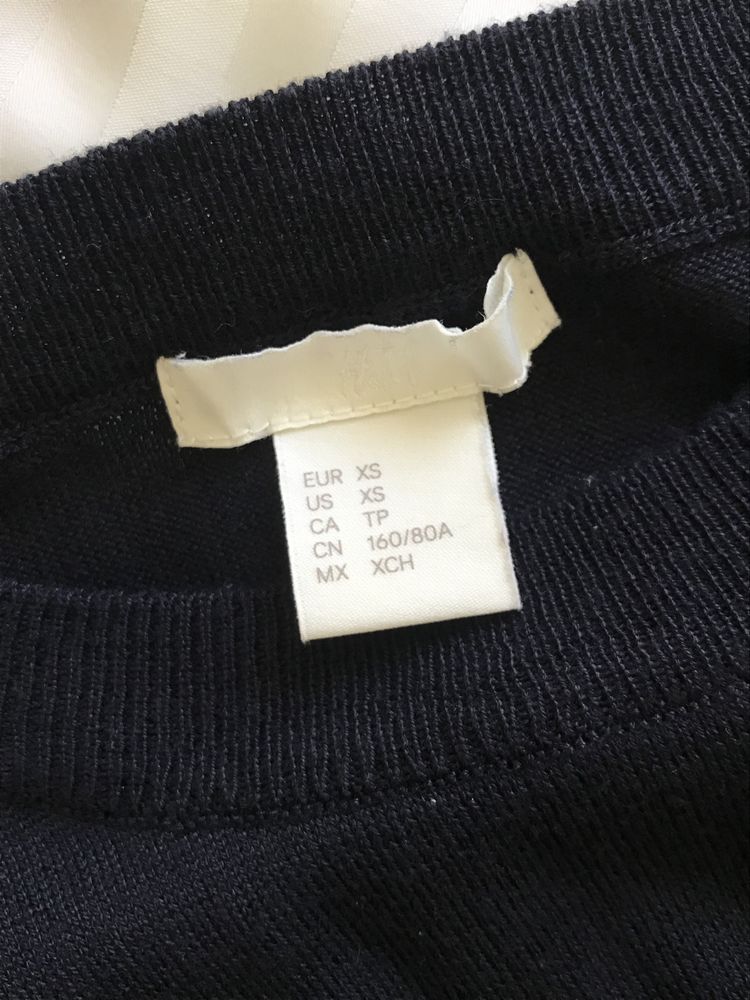 H&M
EUR XS
US XS
CA TP
CN 160/80A
MX XCH